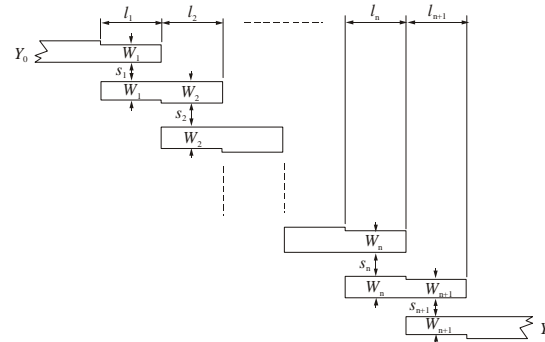 l₁ l₂ lₙ lₙ₊₁
Y₀ W₁
s₁
W₁ W₂
s₂
W₂
Wₙ
sₙ
Wₙ Wₙ₊₁
sₙ₊₁
Wₙ₊₁ Y